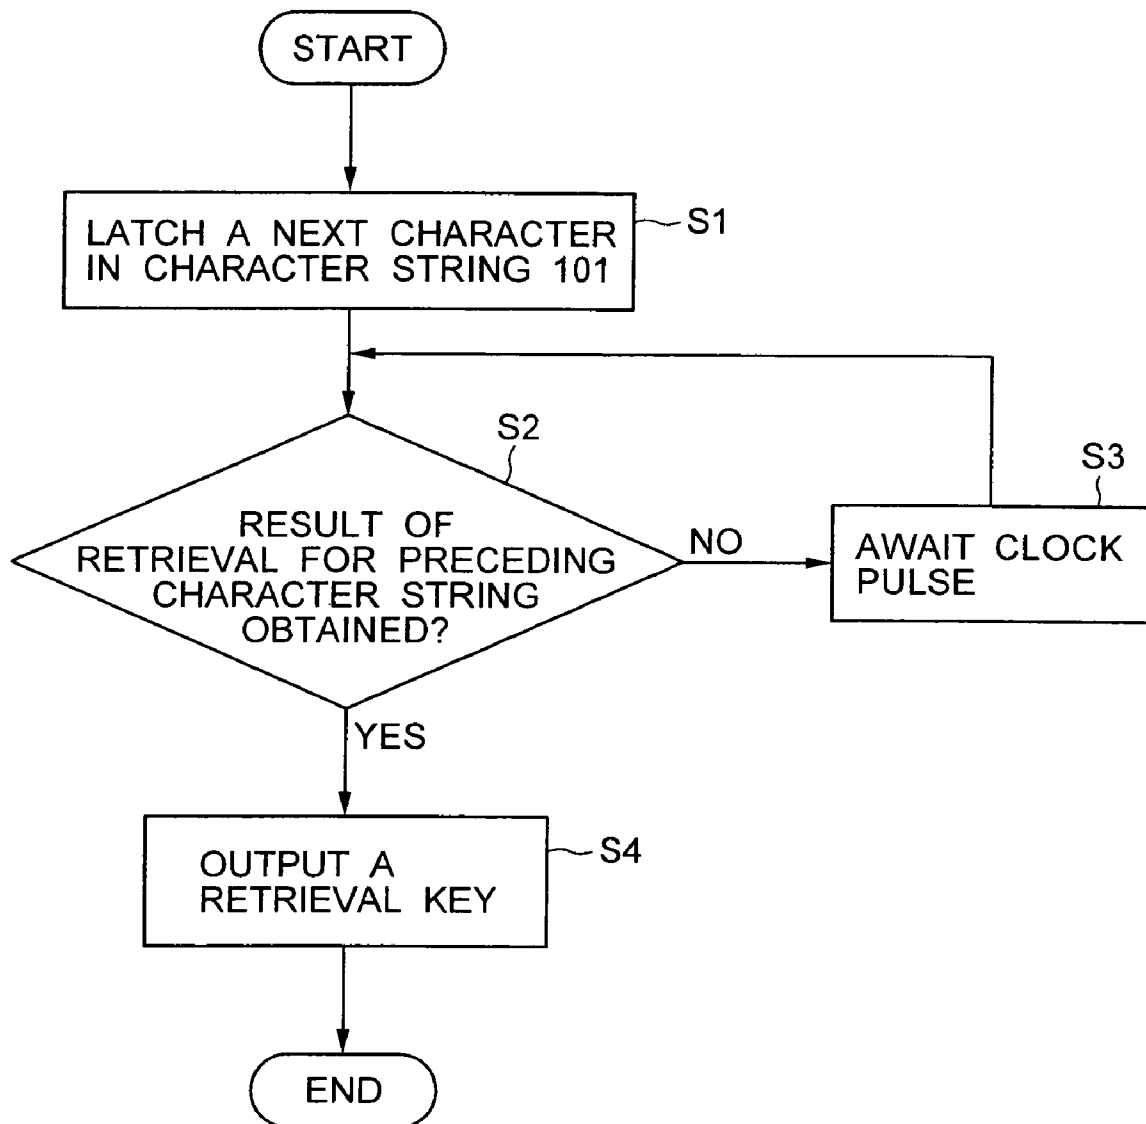 START
LATCH A NEXT CHARACTER
IN CHARACTER STRING 101
S1
S2
RESULT OF
RETRIEVAL FOR PRECEDING
CHARACTER STRING
OBTAINED?
NO
S3
AWAIT CLOCK
PULSE
YES
OUTPUT A
RETRIEVAL KEY
S4
END